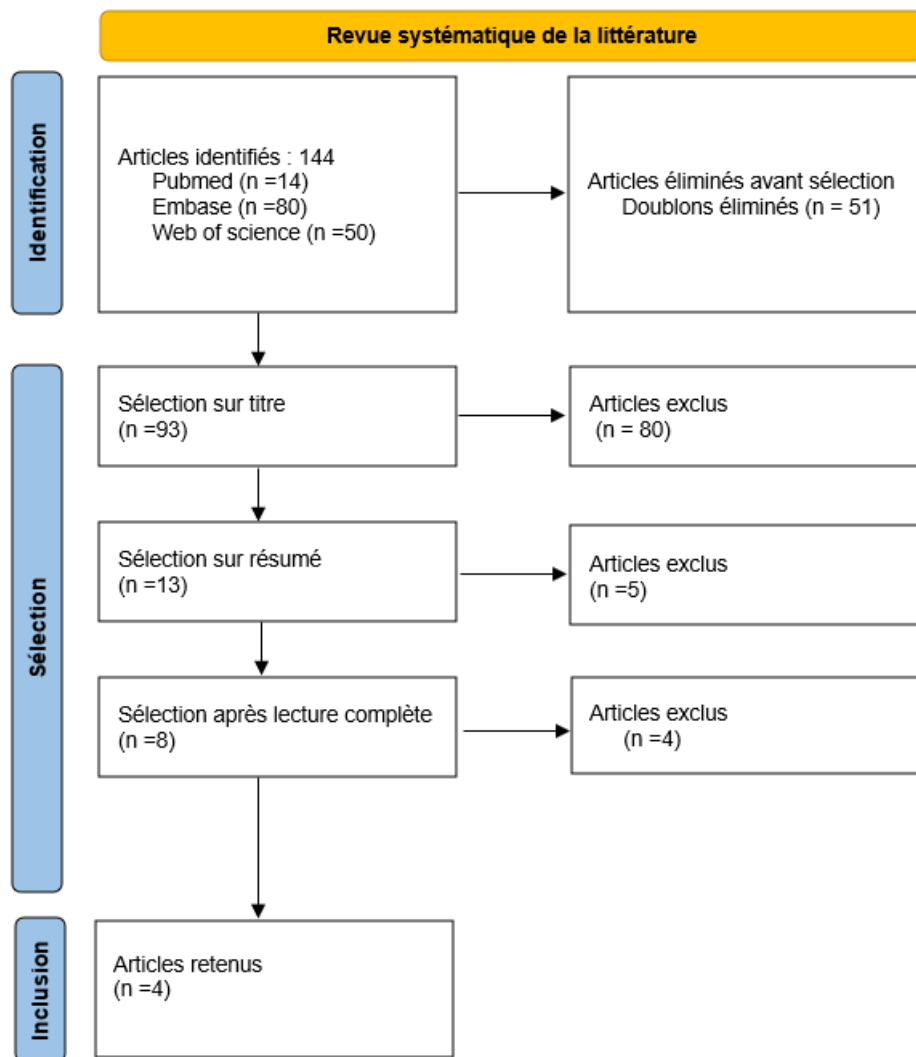 Revue systématique de la littérature
Identification
Articles identifiés : 144
Pubmed (n =14)
Embase (n =80)
Web of science (n =50)
Articles éliminés avant sélection
Doublons éliminés (n = 51)
Sélection
Sélection sur titre
(n =93)
Articles exclus
(n = 80)
Sélection sur résumé
(n =13)
Articles exclus
(n =5)
Sélection après lecture complète
(n =8)
Articles exclus
(n =4)
Inclusion
Articles retenus
(n =4)